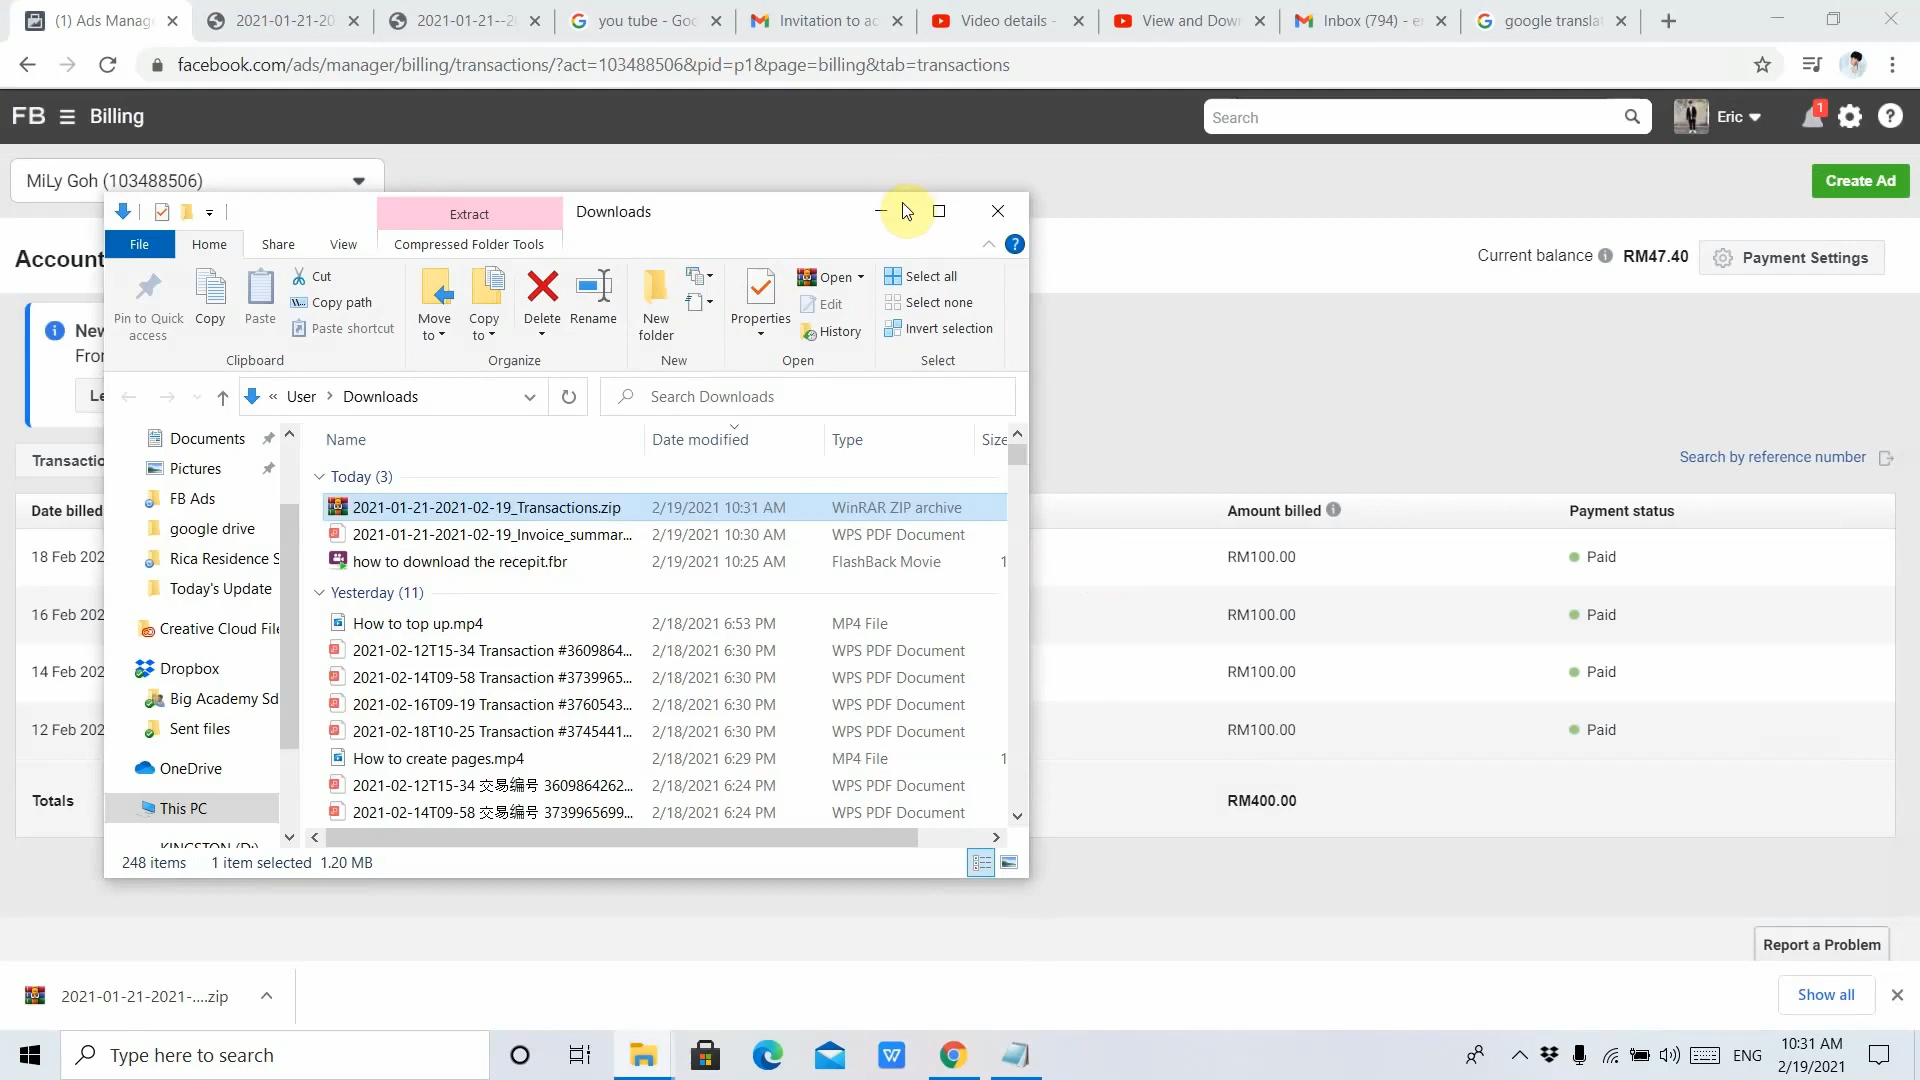 (1) Ads Manag
2021-01-21-20
2021-01-21--2
you tube - Goo
Invitation to ac
Video details -
View and Dow
Inbox (794) - e
google transla
facebook.com/ads/manager/billing/transactions/?act=103488506&pid=p1&page=billing&tab=transactions
FB Billing
Search
Eric
1
MiLy Goh (103488506)
Create Ad
Extract
Downloads
File
Home
Share
View
Compressed Folder Tools
Account
Current balance RM47.40
Payment Settings
Pin to Quick access
Copy
Paste
Cut
Copy path
Paste shortcut
Clipboard
Move to
Copy to
Delete
Rename
Organize
New folder
New
Properties
Open
Edit
History
Open
Select all
Select none
Invert selection
Select
New
From
Le
« User > Downloads
Search Downloads
Documents
Pictures
FB Ads
google drive
Rica Residence S
Today's Update
Creative Cloud File
Dropbox
Big Academy Sd
Sent files
OneDrive
This PC
KINGSTON (D:)
Name
Date modified
Type
Size
Today (3)
2021-01-21-2021-02-19_Transactions.zip 2/19/2021 10:31 AM WinRAR ZIP archive
2021-01-21-2021-02-19_Invoice_summar... 2/19/2021 10:30 AM WPS PDF Document
how to download the recepit.fbr 2/19/2021 10:25 AM FlashBack Movie 1
Yesterday (11)
How to top up.mp4 2/18/2021 6:53 PM MP4 File
2021-02-12T15-34 Transaction #3609864... 2/18/2021 6:30 PM WPS PDF Document
2021-02-14T09-58 Transaction #3739965... 2/18/2021 6:30 PM WPS PDF Document
2021-02-16T09-19 Transaction #3760543... 2/18/2021 6:30 PM WPS PDF Document
2021-02-18T10-25 Transaction #3745441... 2/18/2021 6:30 PM WPS PDF Document
How to create pages.mp4 2/18/2021 6:29 PM MP4 File 1
2021-02-12T15-34 交易编号 3609864262... 2/18/2021 6:24 PM WPS PDF Document
2021-02-14T09-58 交易编号 3739965699... 2/18/2021 6:24 PM WPS PDF Document
248 items 1 item selected 1.20 MB
Transactio
Search by reference number
Date billed
Amount billed
Payment status
18 Feb 202 RM100.00 Paid
16 Feb 202 RM100.00 Paid
14 Feb 202 RM100.00 Paid
12 Feb 202 RM100.00 Paid
Totals RM400.00
Report a Problem
2021-01-21-2021-....zip
Show all
Type here to search
ENG
10:31 AM
2/19/2021